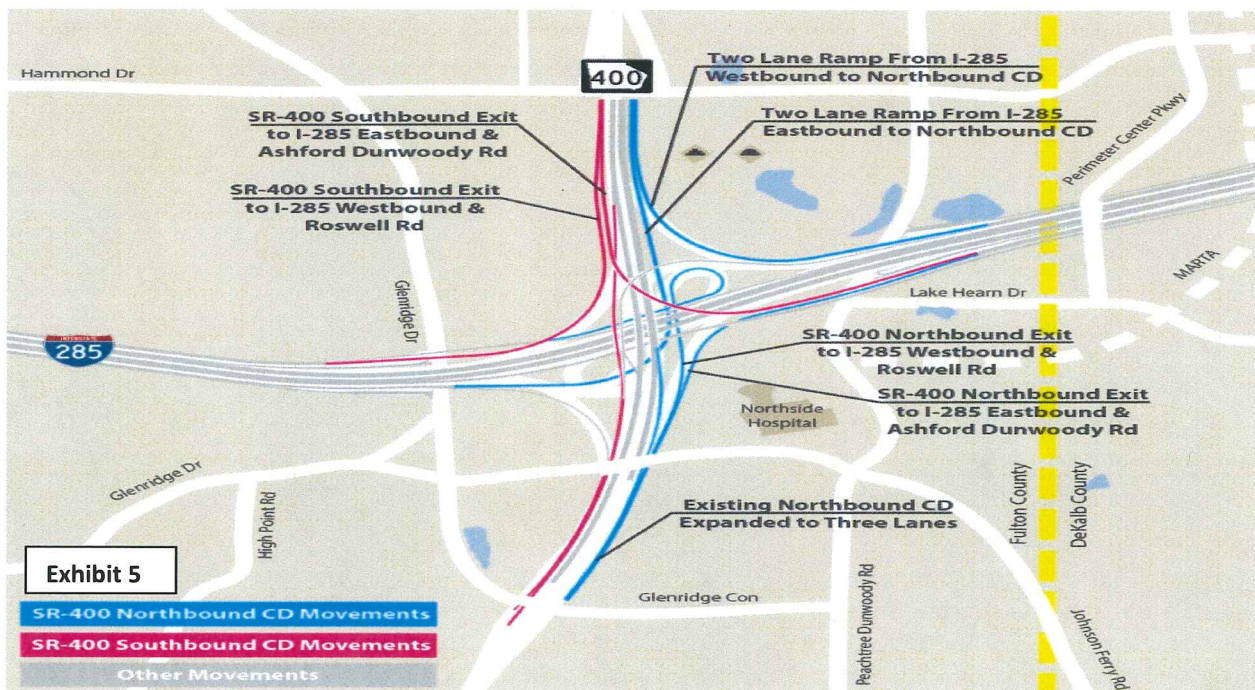 Hammond Dr
400
Two Lane Ramp From I-285
Westbound to Northbound CD
SR-400 Southbound Exit
to I-285 Eastbound &
Ashford Dunwoody Rd
Two Lane Ramp From I-285
Eastbound to Northbound CD
Perimeter Center Pkwy
SR-400 Southbound Exit
to I-285 Westbound &
Roswell Rd
MARTA
Glenridge Dr
Lake Hearn Dr
INTERSTATE
285
SR-400 Northbound Exit
to I-285 Westbound &
Roswell Rd
SR-400 Northbound Exit
to I-285 Eastbound &
Ashford Dunwoody Rd
Northside
Hospital
Glenridge Dr
High Point Rd
Existing Northbound CD
Expanded to Three Lanes
Fulton County
DeKalb County
Exhibit 5
Glenridge Con
Peachtree Dunwoody Rd
Johnson Ferry Rd
SR-400 Northbound CD Movements
SR-400 Southbound CD Movements
Other Movements